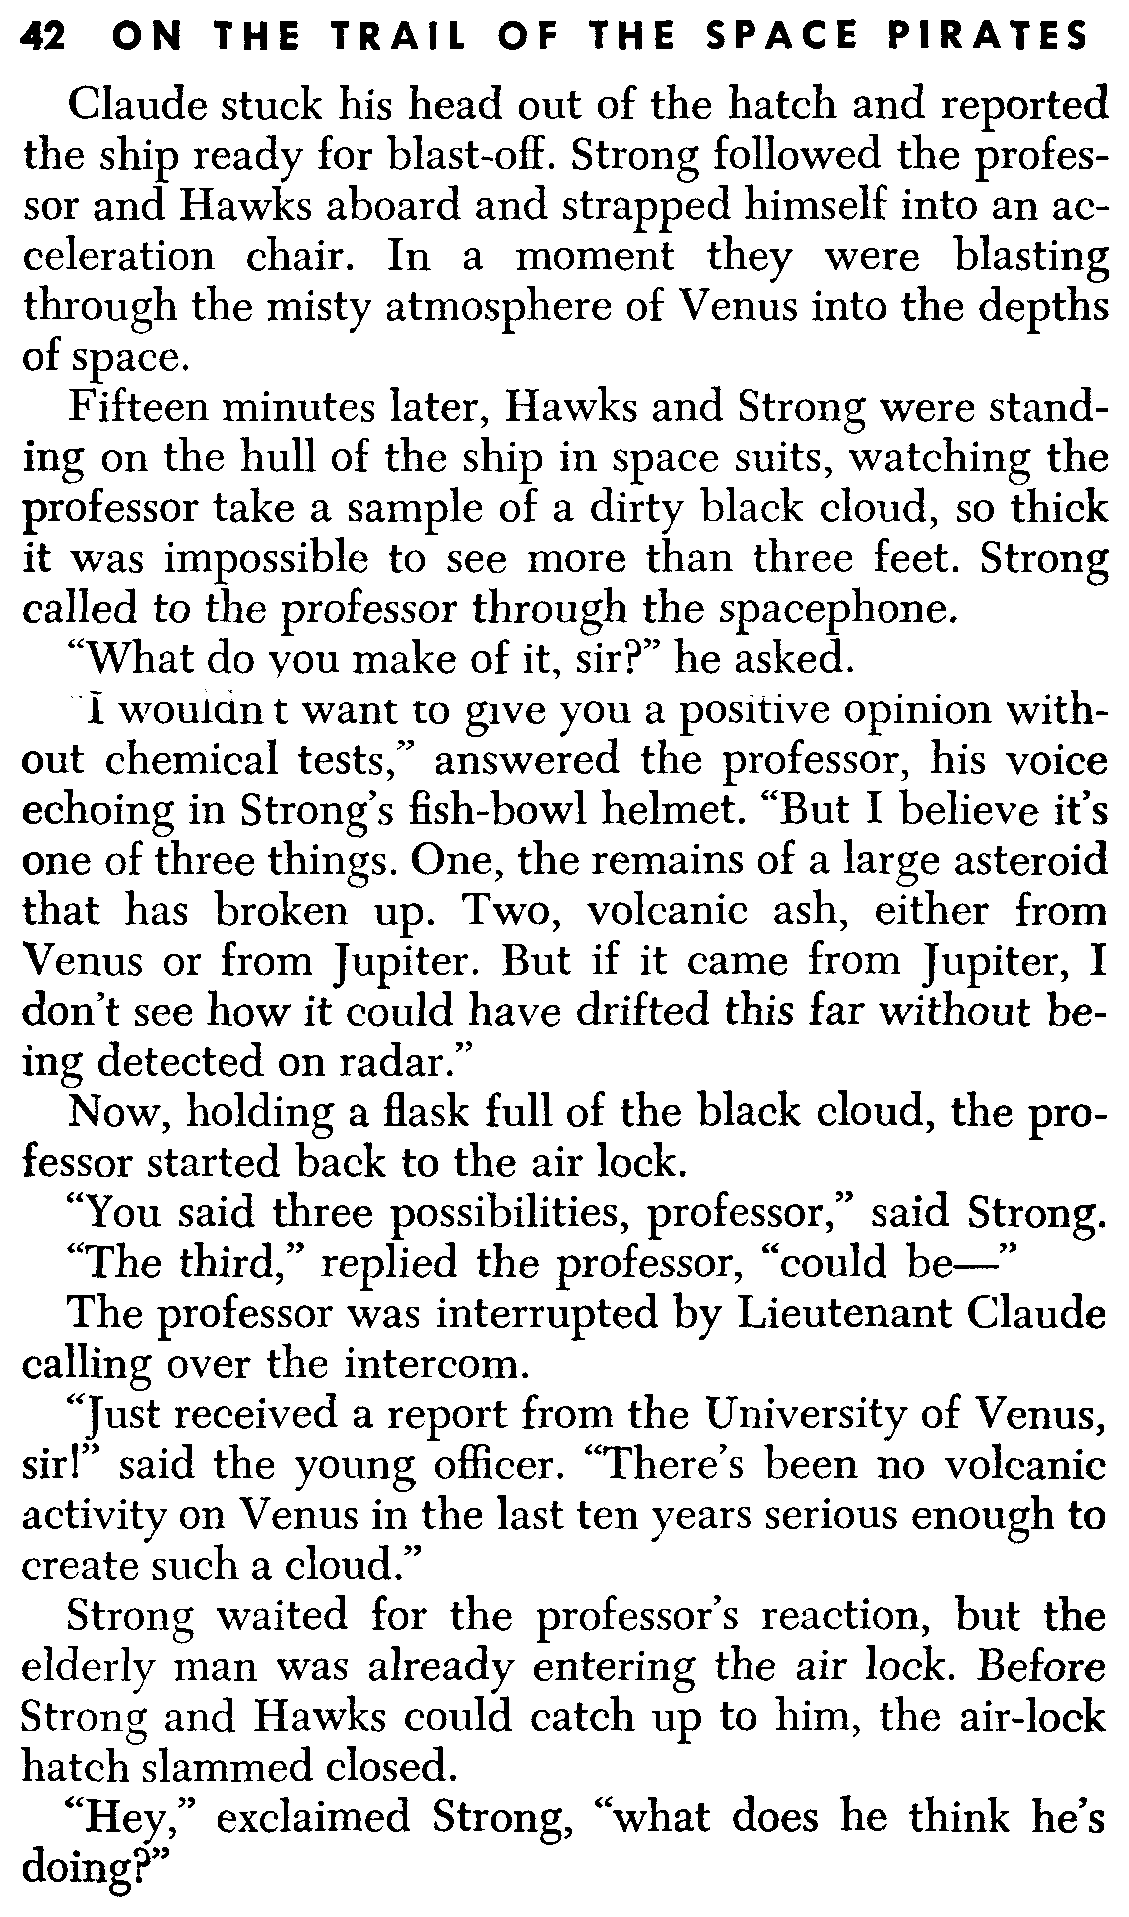 42 ON THE TRAIL OF THE SPACE PIRATES
Claude stuck his head out of the hatch and reported
the ship ready for blast-off. Strong followed the profes-
sor and Hawks aboard and strapped himself into an ac-
celeration chair. In a moment they were blasting
through the misty atmosphere of Venus into the depths
of space.
Fifteen minutes later, Hawks and Strong were stand-
ing on the hull of the ship in space suits, watching the
professor take a sample of a dirty black cloud, so thick
it was impossible to see more than three feet. Strong
called to the professor through the spacephone.
“What do you make of it, sir?” he asked.
“I wouldn't want to give you a positive opinion with-
out chemical tests,” answered the professor, his voice
echoing in Strong's fish-bowl helmet. “But I believe it's
one of three things. One, the remains of a large asteroid
that has broken up. Two, volcanic ash, either from
Venus or from Jupiter. But if it came from Jupiter, I
don't see how it could have drifted this far without be-
ing detected on radar.”
Now, holding a flask full of the black cloud, the pro-
fessor started back to the air lock.
“You said three possibilities, professor,” said Strong.
“The third,” replied the professor, “could be—”
The professor was interrupted by Lieutenant Claude
calling over the intercom.
“Just received a report from the University of Venus,
sir!” said the young officer. “There's been no volcanic
activity on Venus in the last ten years serious enough to
create such a cloud.”
Strong waited for the professor's reaction, but the
elderly man was already entering the air lock. Before
Strong and Hawks could catch up to him, the air-lock
hatch slammed closed.
“Hey,” exclaimed Strong, “what does he think he's
doing?”